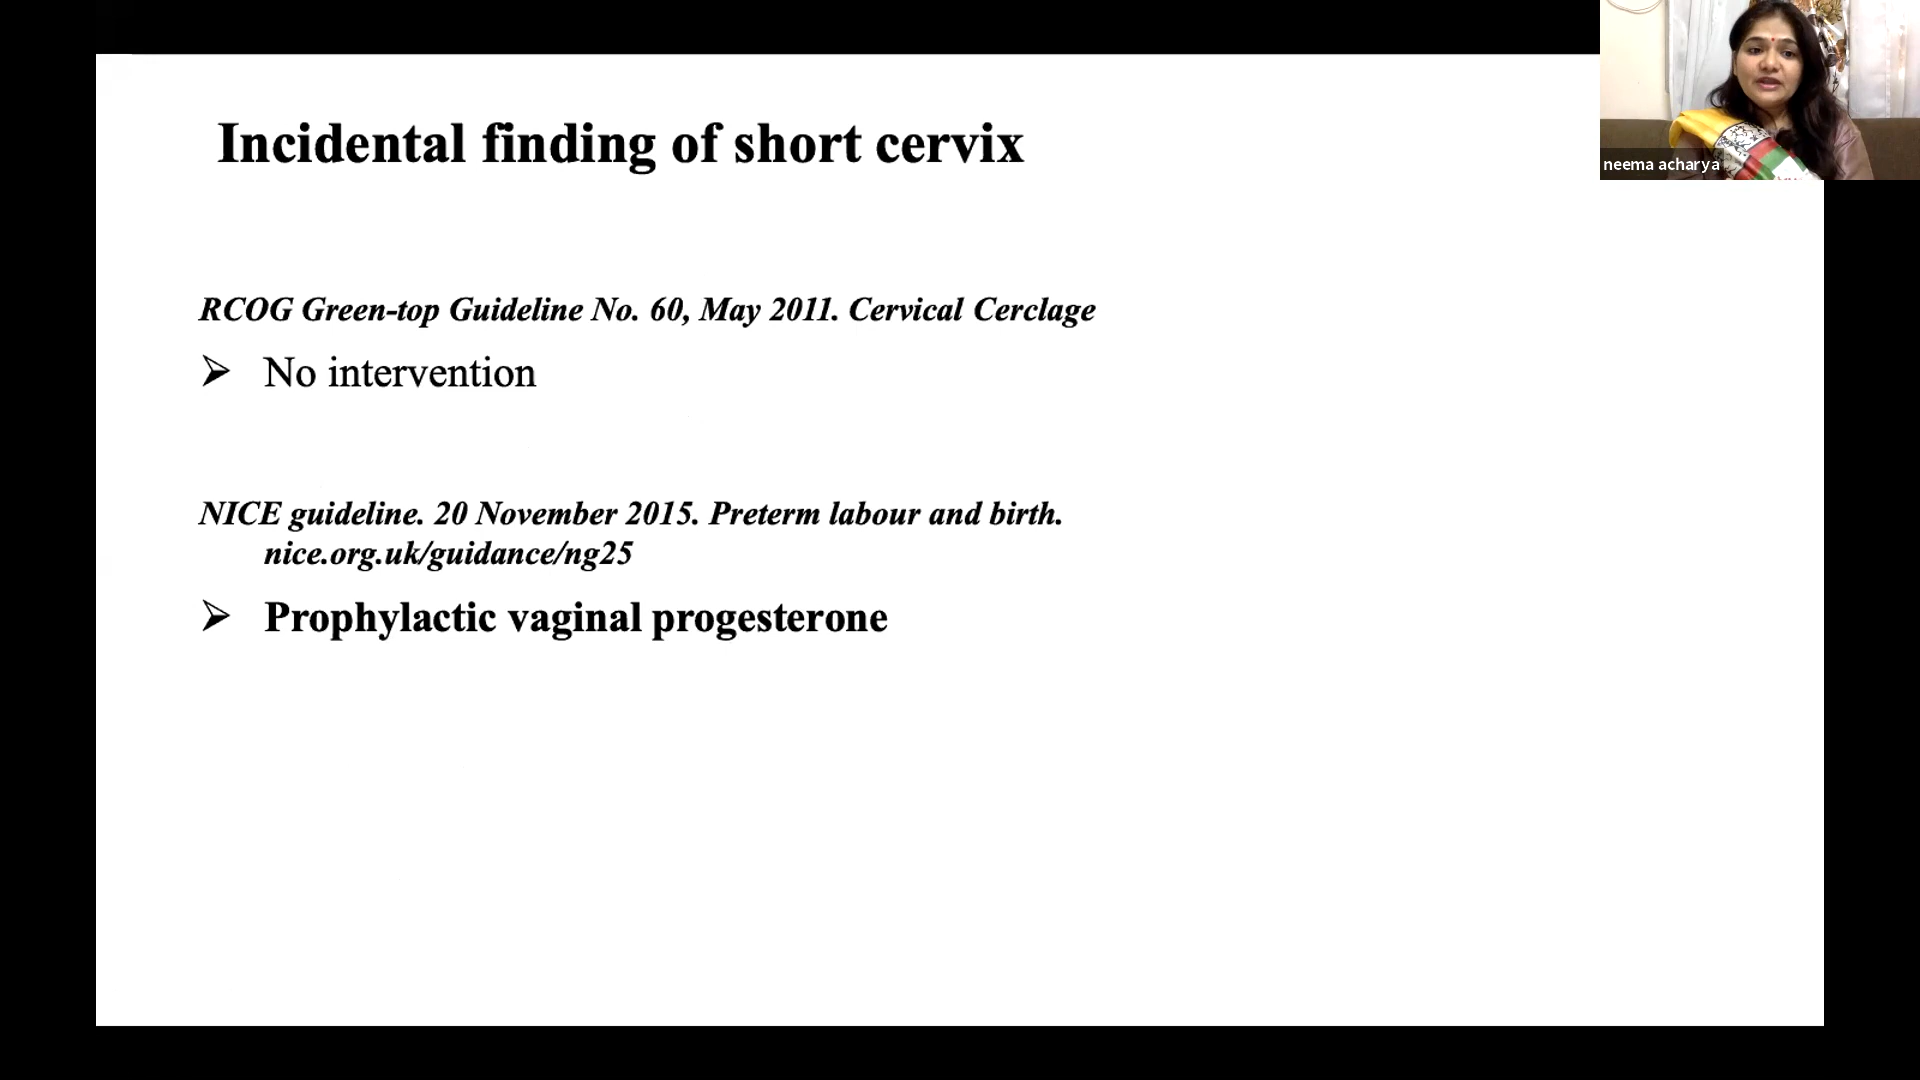 Incidental finding of short cervix
RCOG Green-top Guideline No. 60, May 2011. Cervical Cerclage
➢ No intervention
NICE guideline. 20 November 2015. Preterm labour and birth.
nice.org.uk/guidance/ng25
➢ Prophylactic vaginal progesterone
neema acharya